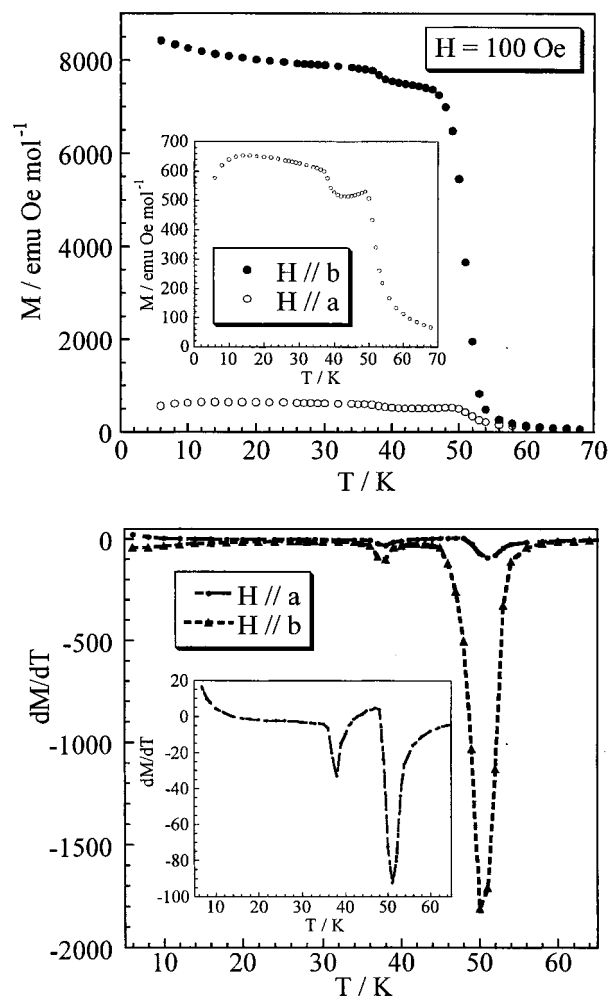 H = 100 Oe
8000
6000
4000
2000
0
M / emu Oe mol⁻¹
700
600
500
400
300
200
100
0
M / emu Oe mol⁻¹
H // b
H // a
0 10 20 30 40 50 60 70
T / K
0 10 20 30 40 50 60 70
T / K
0
-500
-1000
-1500
-2000
dM/dT
H // a
H // b
20
0
-20
-40
-60
-80
-100
dM/dT
10 20 30 40 50 60
T / K
10 20 30 40 50 60
T / K